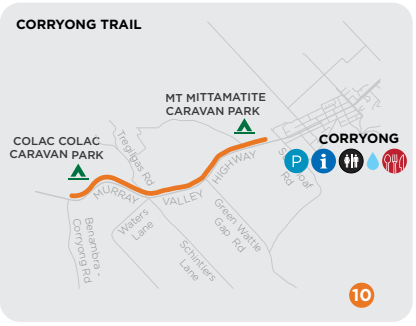 CORRYONG TRAIL
MT MITTAMATITE
CARAVAN PARK
COLAC COLAC
CARAVAN PARK
CORRYONG
P i
Tregilgas Rd
MURRAY VALLEY HIGHWAY
Rd
Benambra -
Corryong Rd
Waters
Lane
Schintlers
Lane
Green Wattle
Gap Rd
10